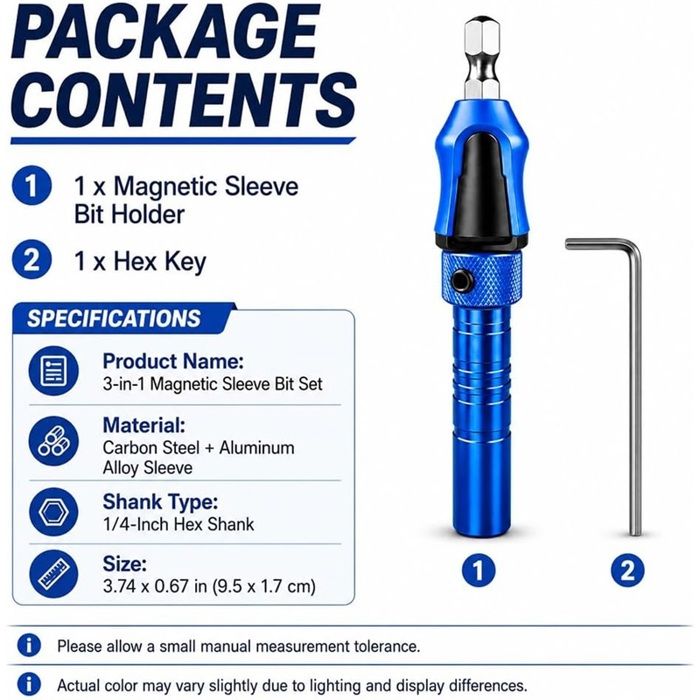 PACKAGE
CONTENTS
1 1 x Magnetic Sleeve
Bit Holder
2 1 x Hex Key
SPECIFICATIONS
Product Name:
3-in-1 Magnetic Sleeve Bit Set
Material:
Carbon Steel + Aluminum
Alloy Sleeve
Shank Type:
1/4-Inch Hex Shank
Size:
3.74 x 0.67 in (9.5 x 1.7 cm)
1
2
i Please allow a small manual measurement tolerance.
i Actual color may vary slightly due to lighting and display differences.